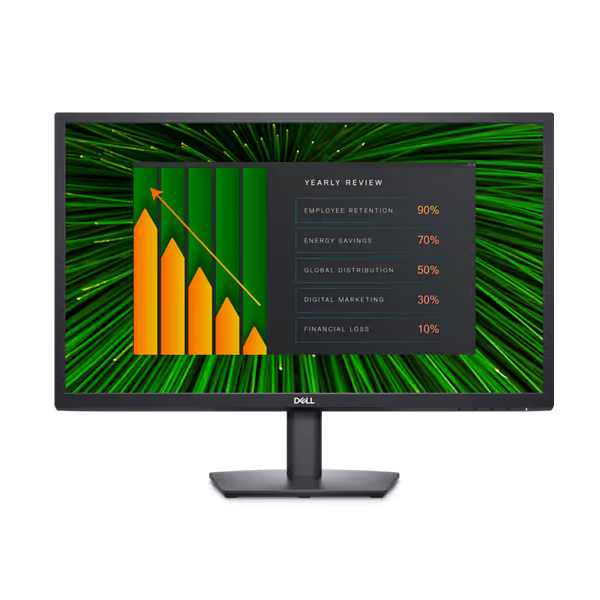 YEARLY REVIEW
EMPLOYEE RETENTION 90%
ENERGY SAVINGS 70%
GLOBAL DISTRIBUTION 50%
DIGITAL MARKETING 30%
FINANCIAL LOSS 10%
DELL